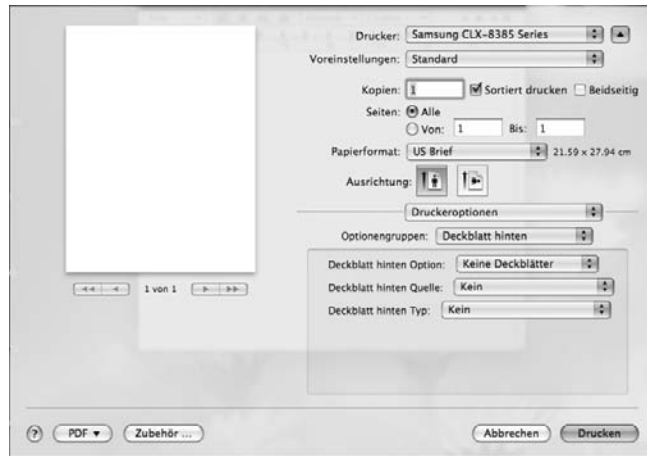 Drucker: Samsung CLX-8385 Series
Voreinstellungen: Standard
Kopien: 1 Sortiert drucken Beidseitig
Seiten: Alle
Von: 1 Bis: 1
Papierformat: US Brief 21.59 x 27.94 cm
Ausrichtung:
Druckeroptionen
Optionengruppen: Deckblatt hinten
Deckblatt hinten Option: Keine Deckblätter
Deckblatt hinten Quelle: Kein
Deckblatt hinten Typ: Kein
1 von 1
? PDF Zubehör ... Abbrechen Drucken